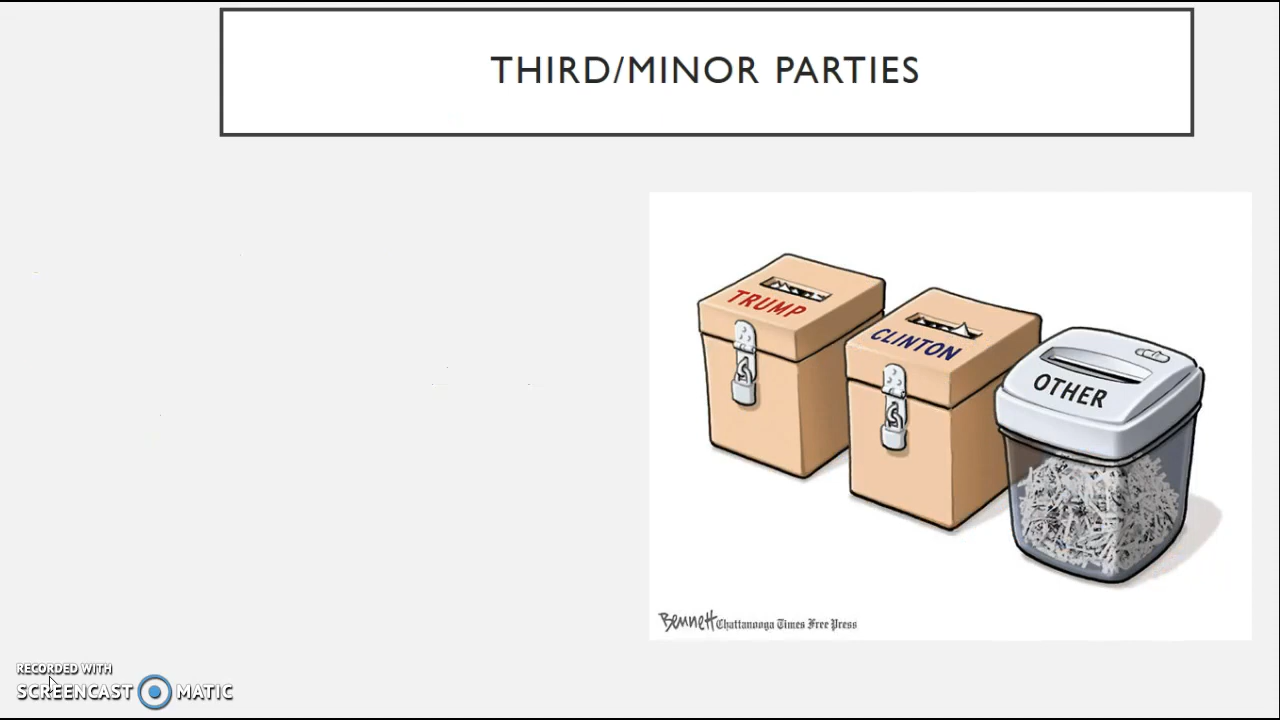 THIRD/MINOR PARTIES
TRUMP
CLINTON
OTHER
Bennett Chattanooga Times Free Press
RECORDED WITH
SCREENCAST MATIC